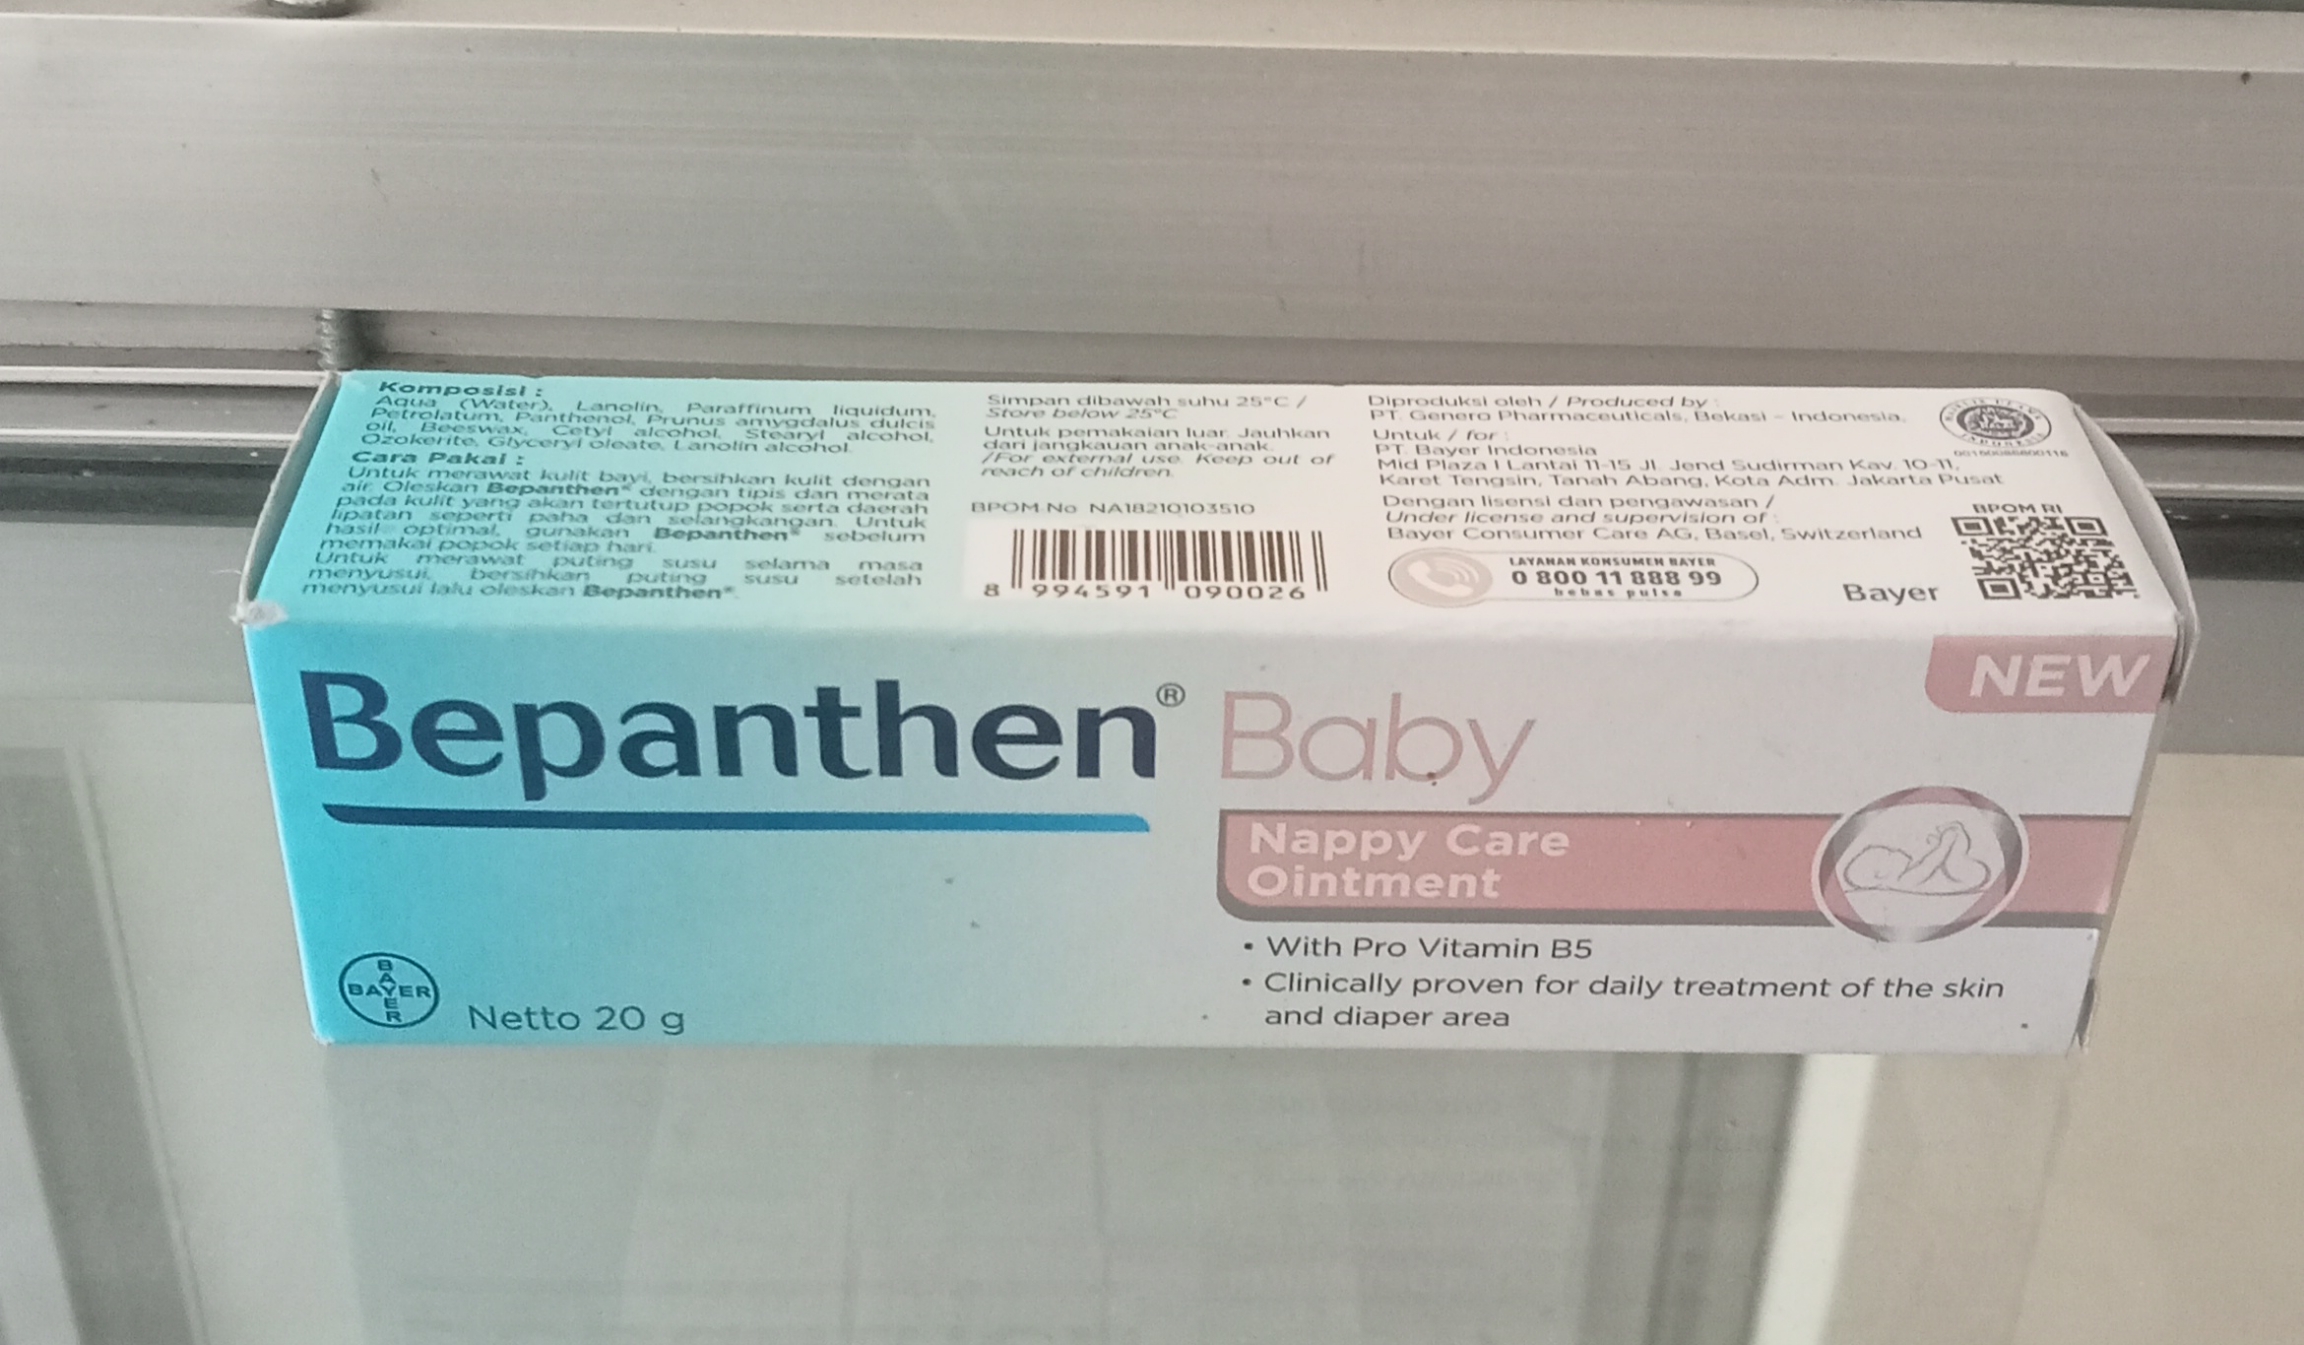 Komposisi :
Aqua (Water), Lanolin, Paraffinum liquidum,
Petrolatum, Panthenol, Prunus amygdalus dulcis
oil, Beeswax, Cetyl alcohol, Stearyl alcohol,
Ozokerite, Glyceryl oleate, Lanolin alcohol.
Cara Pakai :
Untuk merawat kulit bayi, bersihkan kulit dengan
air. Oleskan Bepanthen® dengan tipis dan merata
pada kulit yang akan tertutup popok serta daerah
lipatan seperti paha dan selangkangan. Untuk
hasil optimal, gunakan Bepanthen® sebelum
memakai popok setiap hari.
Untuk merawat puting susu selama masa
menyusui, bersihkan puting susu setelah
menyusui lalu oleskan Bepanthen®.
Simpan dibawah suhu 25°C /
Store below 25°C
Untuk pemakaian luar. Jauhkan
dari jangkauan anak-anak.
/For external use. Keep out of
reach of children.
BPOM No NA18210103510
8 994591 090026
Diproduksi oleh / Produced by :
PT. Genero Pharmaceuticals, Bekasi - Indonesia.
Untuk / for :
PT. Bayer Indonesia
Mid Plaza I Lantai 11-15 Jl. Jend Sudirman Kav. 10-11,
Karet Tengsin, Tanah Abang, Kota Adm. Jakarta Pusat
Dengan lisensi dan pengawasan /
Under license and supervision of :
Bayer Consumer Care AG, Basel, Switzerland
LAYANAN KONSUMEN BAYER
0 800 11 888 99
bebas pulsa
Bayer
INDONESIA
BPOM RI
NEW
Bepanthen® Baby
Nappy Care
Ointment
• With Pro Vitamin B5
• Clinically proven for daily treatment of the skin
and diaper area
BAYER
BAYER
Netto 20 g